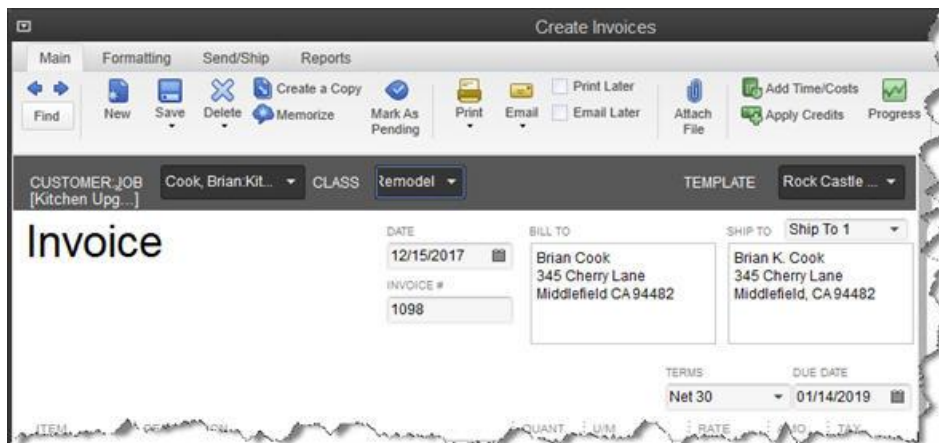 Create Invoices
Main Formatting Send/Ship Reports
Find New Save Delete Create a Copy Memorize Mark As Pending Print Email Print Later Email Later Attach File Add Time/Costs Apply Credits Progress
CUSTOMER:JOB Cook, Brian:Kit... CLASS Remodel TEMPLATE Rock Castle ...
[Kitchen Upg...]
Invoice
DATE BILL TO SHIP TO Ship To 1
12/15/2017 Brian Cook Brian K. Cook
345 Cherry Lane 345 Cherry Lane
INVOICE # Middlefield CA 94482 Middlefield, CA 94482
1098
TERMS DUE DATE
Net 30 01/14/2019
ITEM QUANT U/M RATE TAX